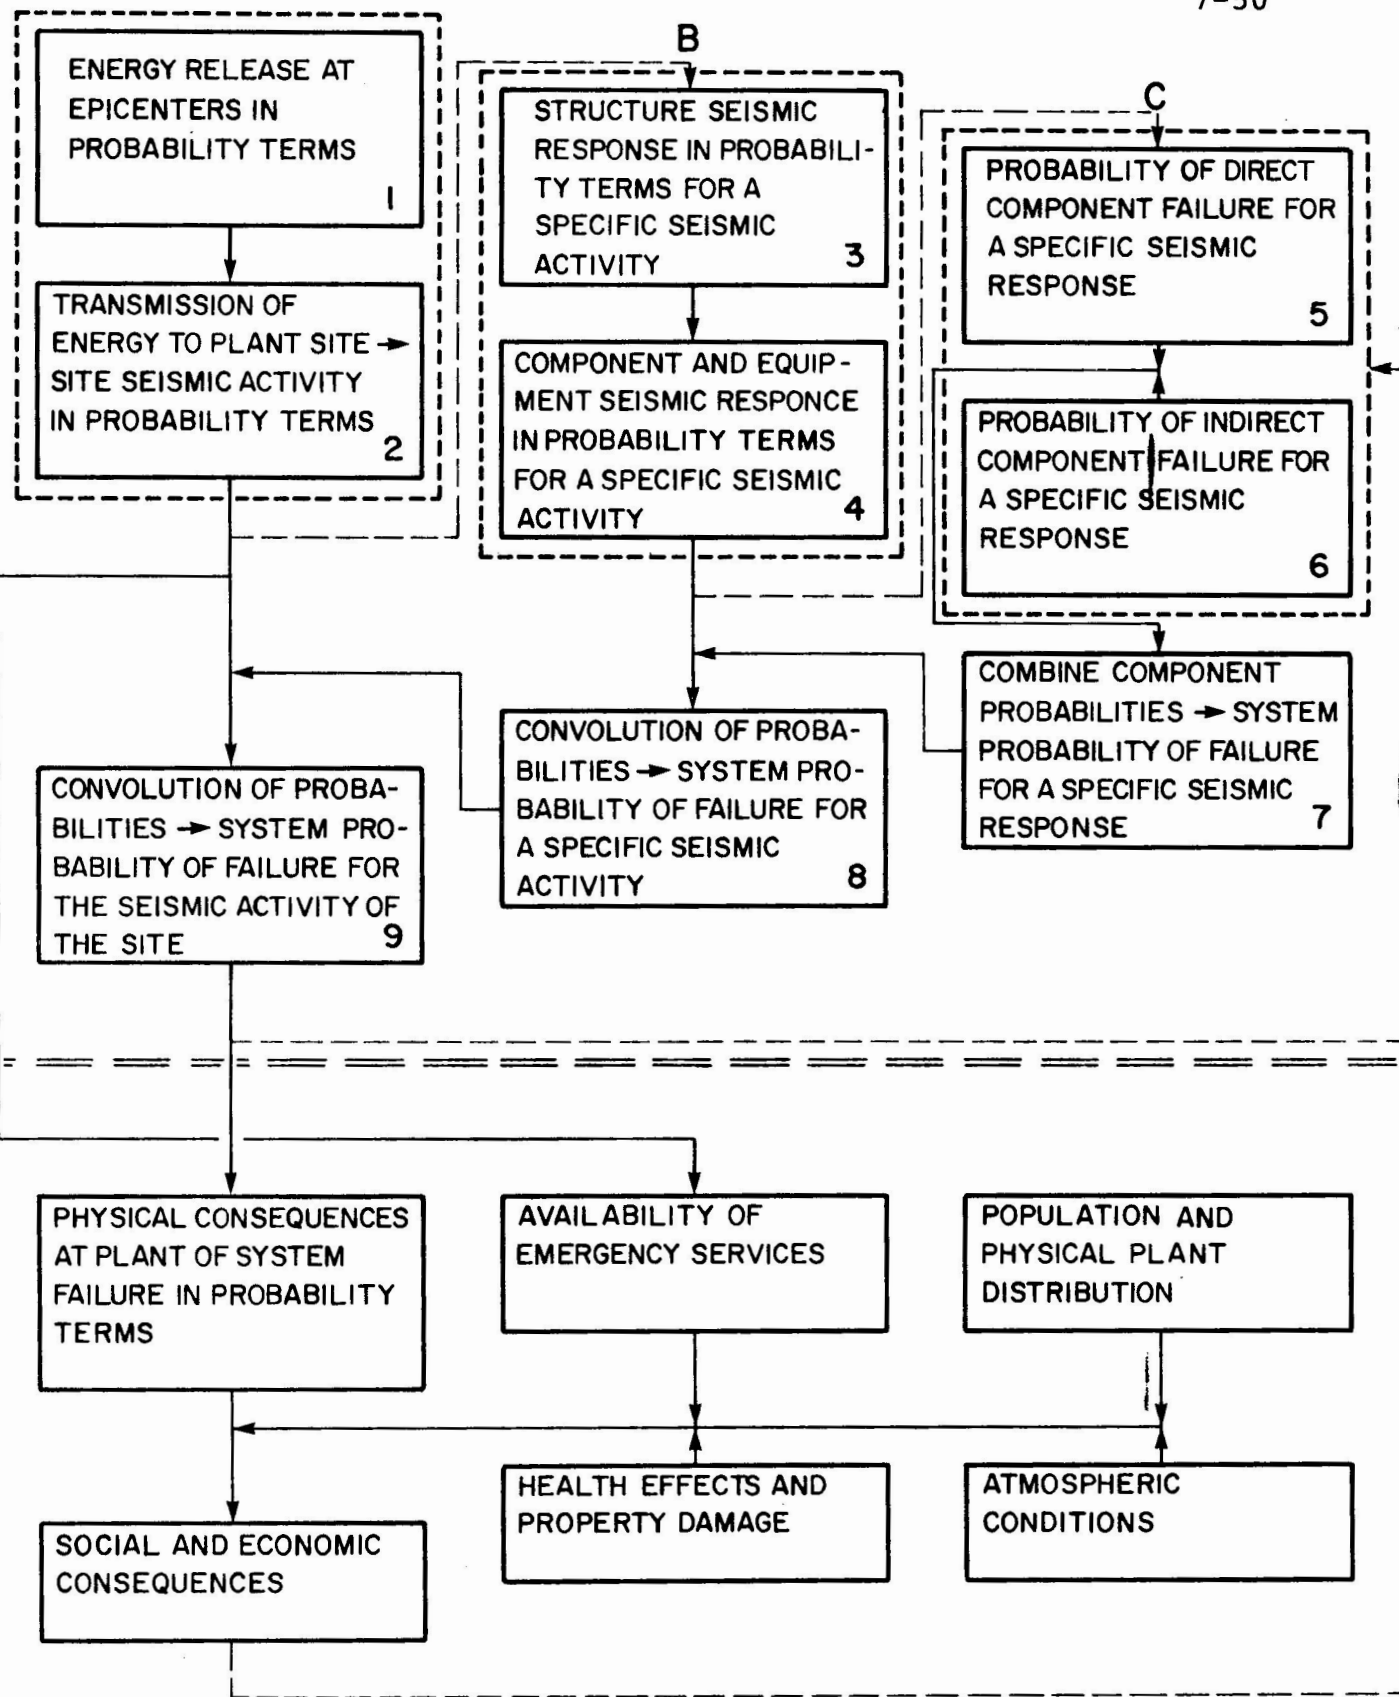 ENERGY RELEASE AT
EPICENTERS IN
PROBABILITY TERMS
1
TRANSMISSION OF
ENERGY TO PLANT SITE →
SITE SEISMIC ACTIVITY
IN PROBABILITY TERMS
2
B
STRUCTURE SEISMIC
RESPONSE IN PROBABILI-
TY TERMS FOR A
SPECIFIC SEISMIC
ACTIVITY
3
COMPONENT AND EQUIP-
MENT SEISMIC RESPONCE
IN PROBABILITY TERMS
FOR A SPECIFIC SEISMIC
ACTIVITY
4
C
PROBABILITY OF DIRECT
COMPONENT FAILURE FOR
A SPECIFIC SEISMIC
RESPONSE
5
PROBABILITY OF INDIRECT
COMPONENT FAILURE FOR
A SPECIFIC SEISMIC
RESPONSE
6
COMBINE COMPONENT
PROBABILITIES → SYSTEM
PROBABILITY OF FAILURE
FOR A SPECIFIC SEISMIC
RESPONSE
7
CONVOLUTION OF PROBA-
BILITIES → SYSTEM PRO-
BABILITY OF FAILURE FOR
A SPECIFIC SEISMIC
ACTIVITY
8
CONVOLUTION OF PROBA-
BILITIES → SYSTEM PRO-
BABILITY OF FAILURE FOR
THE SEISMIC ACTIVITY OF
THE SITE
9
PHYSICAL CONSEQUENCES
AT PLANT OF SYSTEM
FAILURE IN PROBABILITY
TERMS
AVAILABILITY OF
EMERGENCY SERVICES
POPULATION AND
PHYSICAL PLANT
DISTRIBUTION
HEALTH EFFECTS AND
PROPERTY DAMAGE
ATMOSPHERIC
CONDITIONS
SOCIAL AND ECONOMIC
CONSEQUENCES